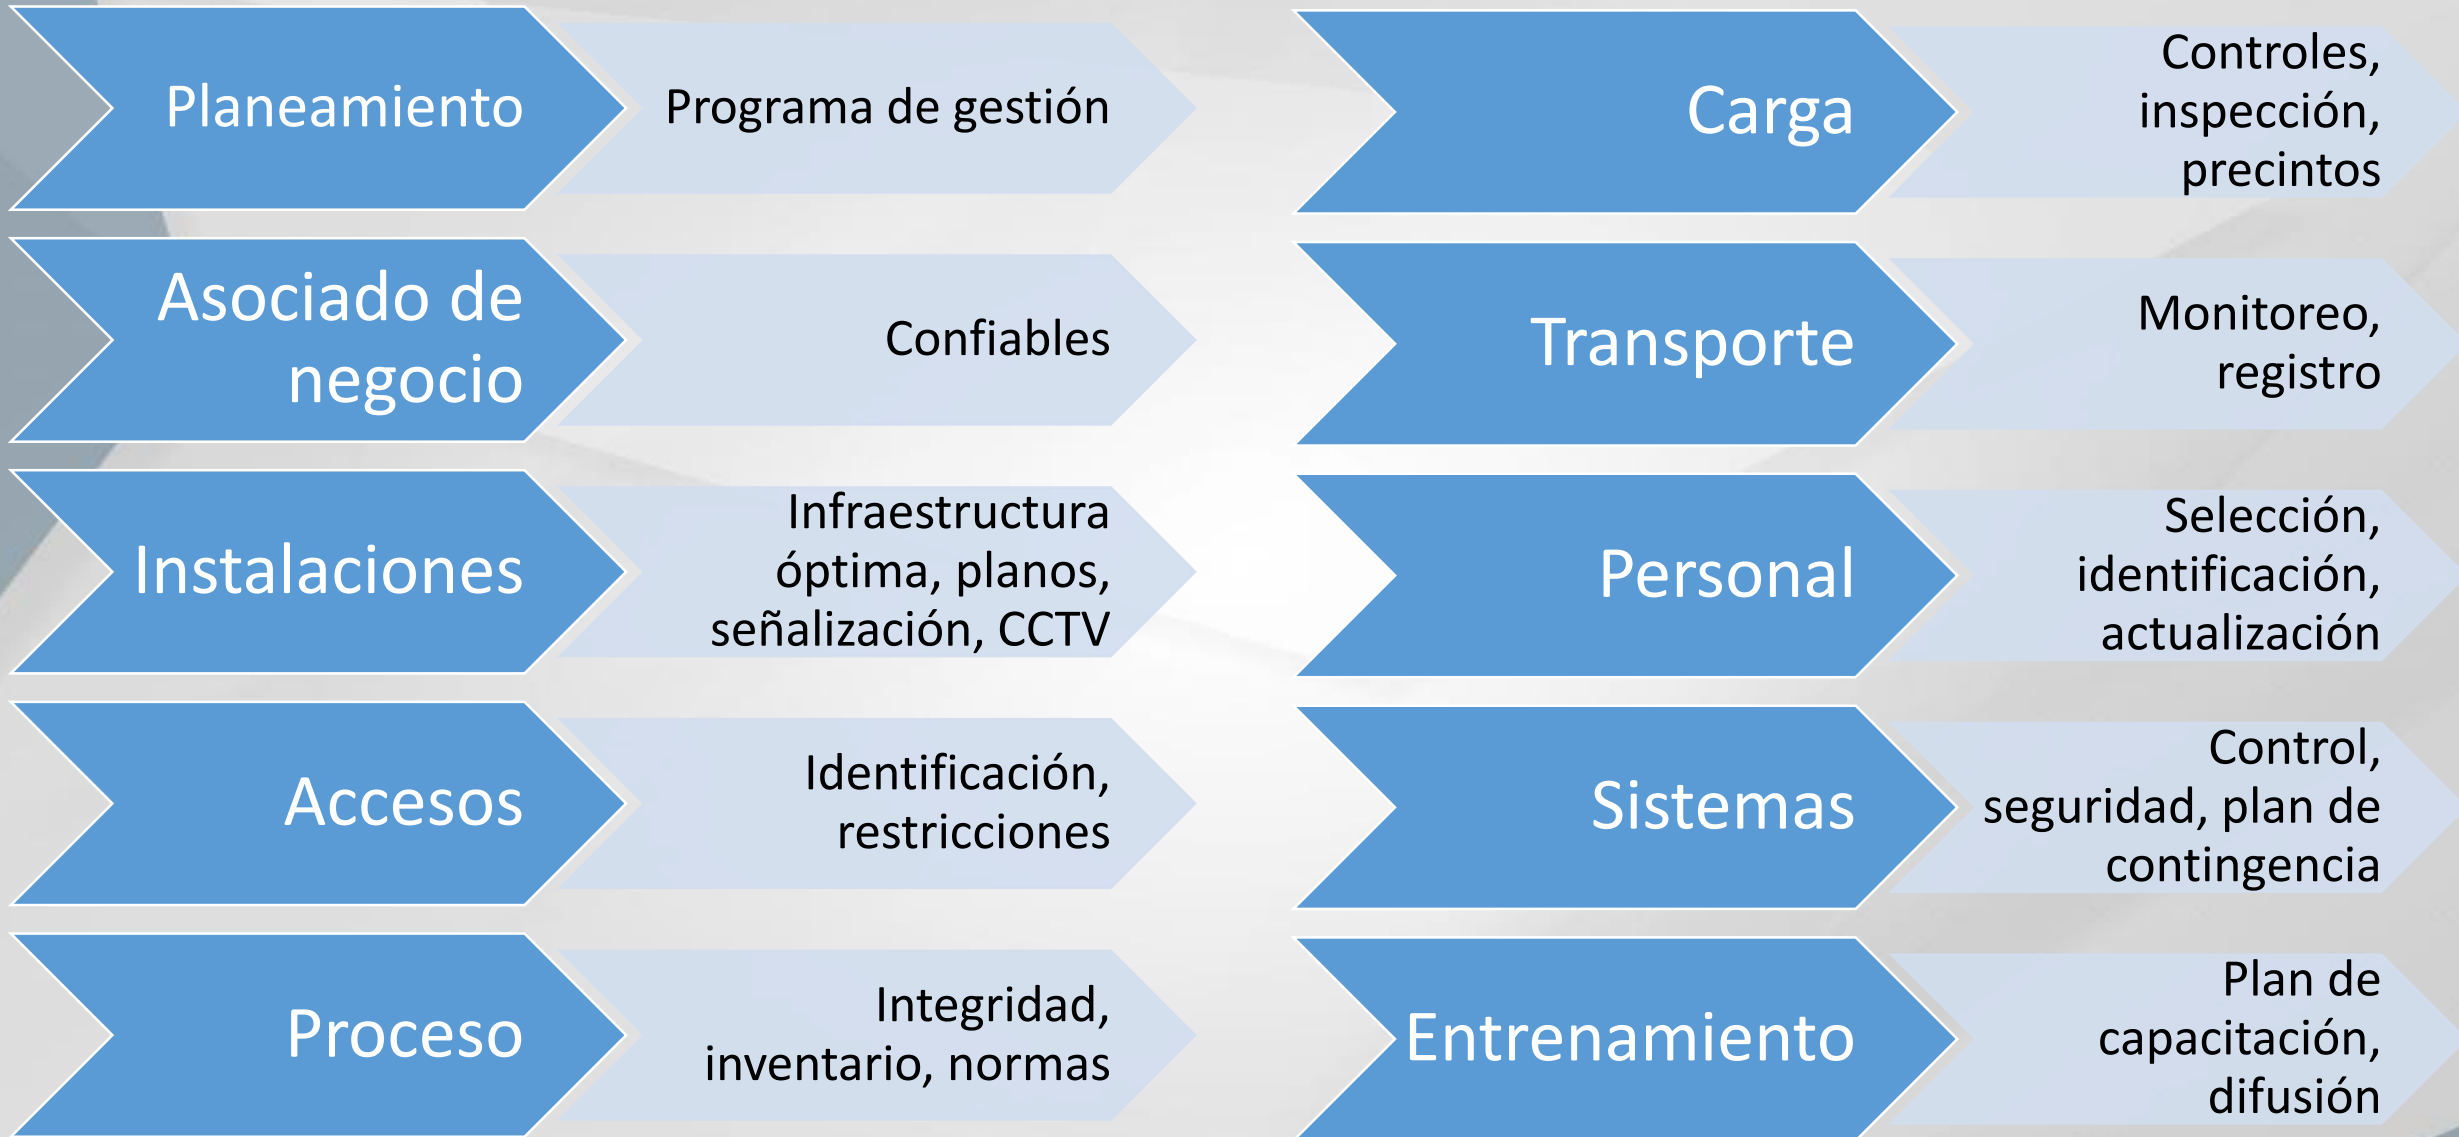 Planeamiento
Programa de gestión
Asociado de
negocio
Confiables
Instalaciones
Infraestructura
óptima, planos,
señalización, CCTV
Accesos
Identificación,
restricciones
Proceso
Integridad,
inventario, normas
Carga
Controles,
inspección,
precintos
Transporte
Monitoreo,
registro
Personal
Selección,
identificación,
actualización
Sistemas
Control,
seguridad, plan de
contingencia
Entrenamiento
Plan de
capacitación,
difusión